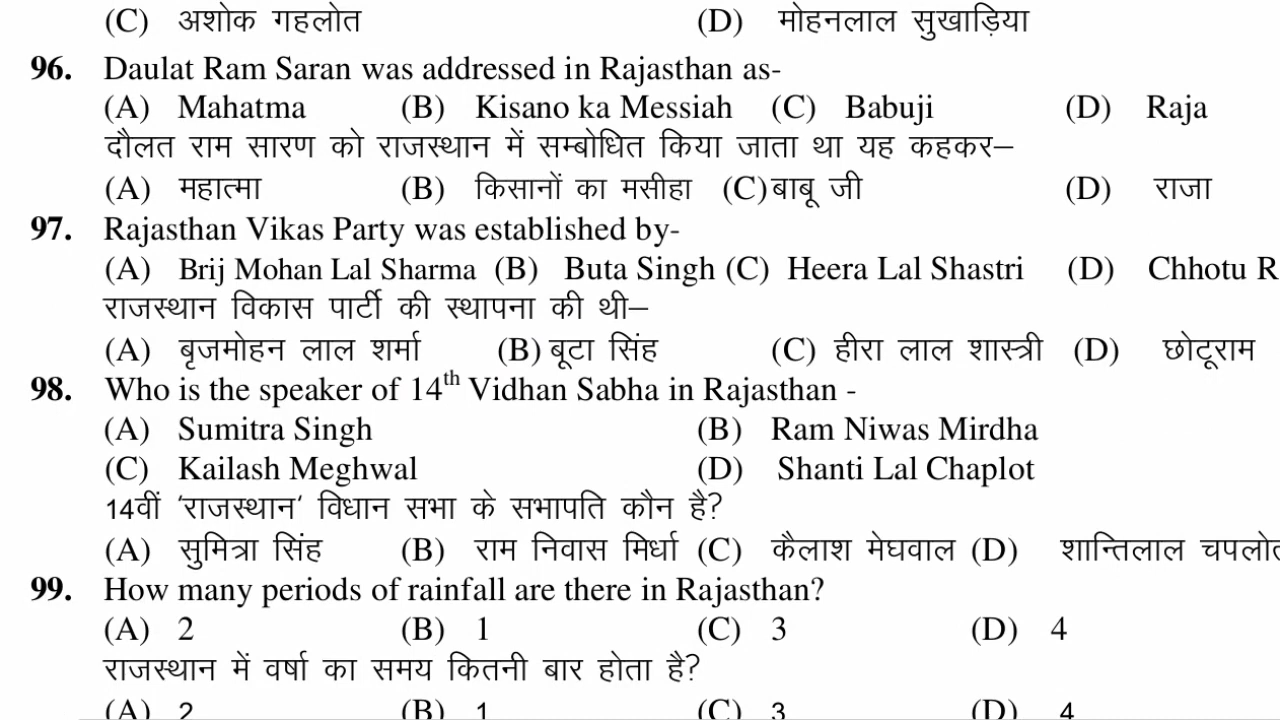 (C) अशोक गहलोत (D) मोहनलाल सुखाड़िया
96. Daulat Ram Saran was addressed in Rajasthan as-
(A) Mahatma (B) Kisano ka Messiah (C) Babuji (D) Raja
दौलत राम सारण को राजस्थान में सम्बोधित किया जाता था यह कहकर–
(A) महात्मा (B) किसानों का मसीहा (C) बाबू जी (D) राजा
97. Rajasthan Vikas Party was established by-
(A) Brij Mohan Lal Sharma (B) Buta Singh (C) Heera Lal Shastri (D) Chhotu R
राजस्थान विकास पार्टी की स्थापना की थी–
(A) बृजमोहन लाल शर्मा (B) बूटा सिंह (C) हीरा लाल शास्त्री (D) छोटूराम
98. Who is the speaker of 14th Vidhan Sabha in Rajasthan -
(A) Sumitra Singh (B) Ram Niwas Mirdha
(C) Kailash Meghwal (D) Shanti Lal Chaplot
14वीं ‘राजस्थान’ विधान सभा के सभापति कौन है?
(A) सुमित्रा सिंह (B) राम निवास मिर्धा (C) कैलाश मेघवाल (D) शान्तिलाल चपलोत
99. How many periods of rainfall are there in Rajasthan?
(A) 2 (B) 1 (C) 3 (D) 4
राजस्थान में वर्षा का समय कितनी बार होता है?
(A) 2 (B) 1 (C) 3 (D) 4